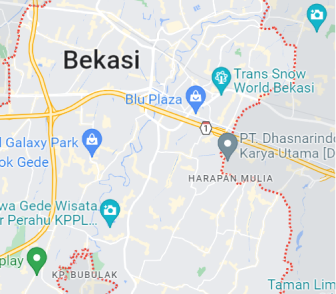 Bekasi
Trans Snow
World Bekasi
Blu Plaza
1
PT. Dhasnarindo
Karya Utama [D
l Galaxy Park
ok Gede
HARAPAN MULIA
wa Gede Wisata
r Perahu KPPL...
play
KP. BUBULAK
Taman Lim